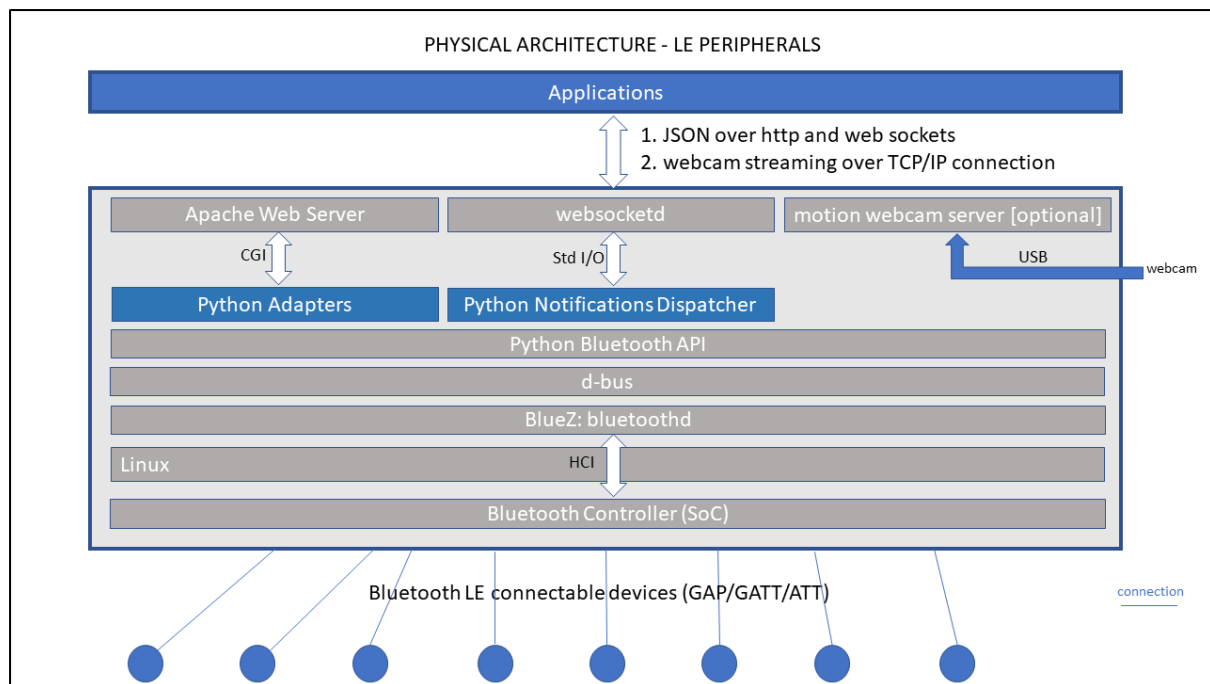 PHYSICAL ARCHITECTURE - LE PERIPHERALS
Applications
1. JSON over http and web sockets
2. webcam streaming over TCP/IP connection
Apache Web Server
websocketd
motion webcam server [optional]
CGI
Std I/O
USB
webcam
Python Adapters
Python Notifications Dispatcher
Python Bluetooth API
d-bus
BlueZ: bluetoothd
Linux
HCI
Bluetooth Controller (SoC)
Bluetooth LE connectable devices (GAP/GATT/ATT)
connection